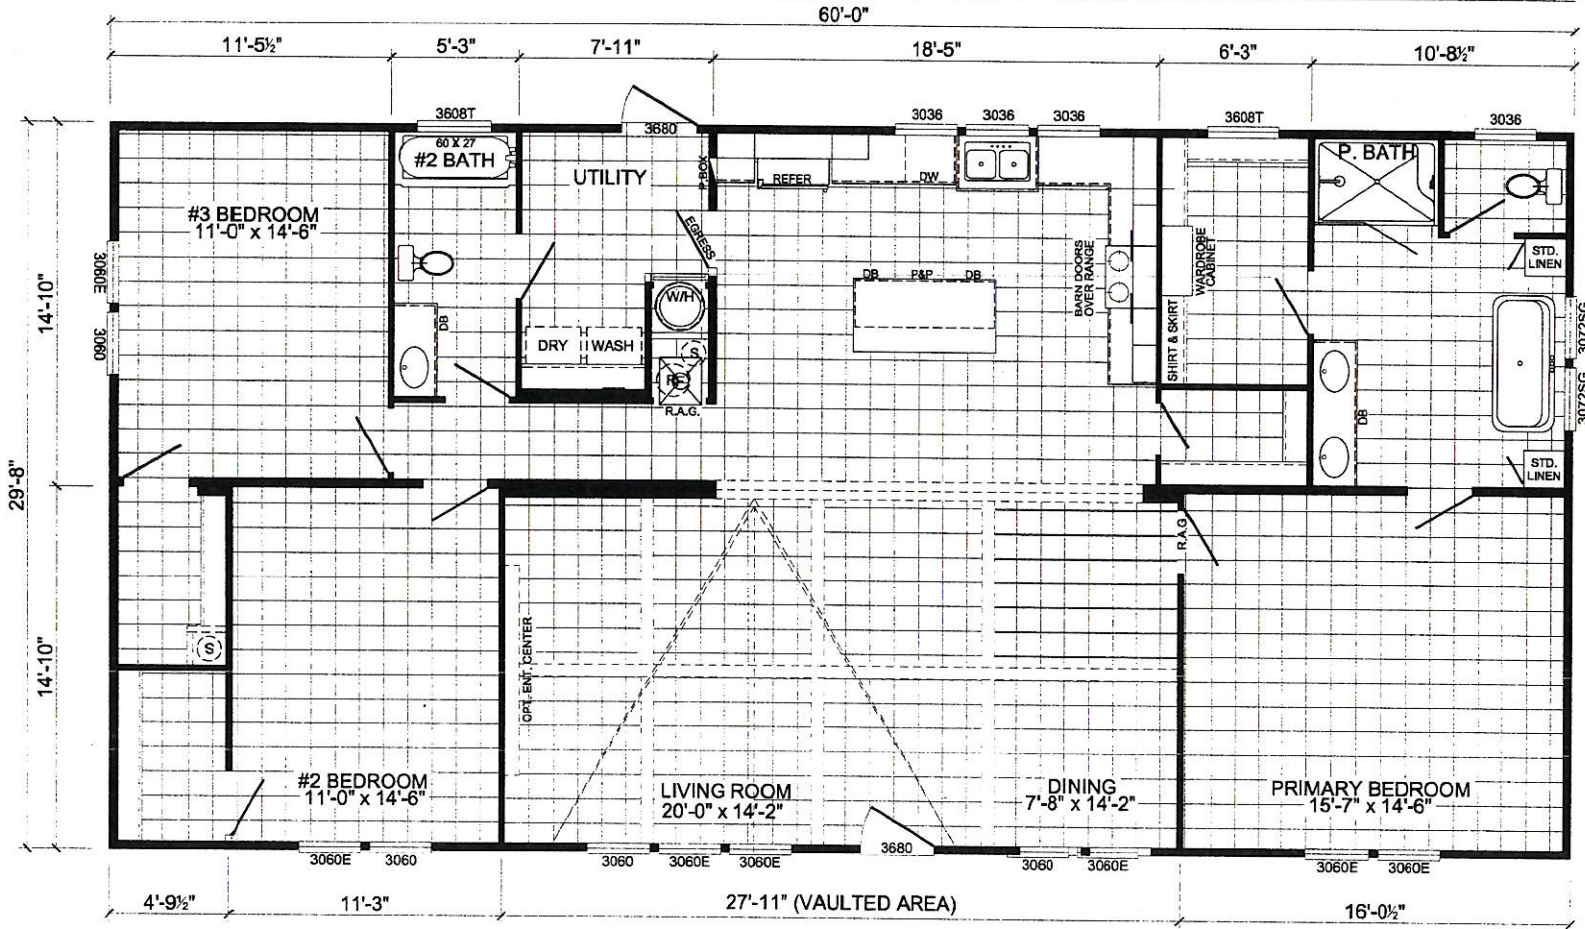 60'-0"
11'-5½" 5'-3" 7'-11" 18'-5" 6'-3" 10'-8½"
3608T
3680
3036 3036 3036
3608T
3036
60 X 27
#2 BATH
UTILITY
P.BOX
REFER
DW
P. BATH
#3 BEDROOM
11'-0" x 14'-6"
EGRESS
STD.
LINEN
3060E
3060
14'-10"
DB
W/H
DRY WASH
S
R.A.G.
DB P&P DB
BARN DOORS
OVER RANGE
WARDROBE
CABINET
SHIRT & SKIRT
DB
3072SG
3072SG
STD.
LINEN
29'-8"
14'-10"
R.A.G.
S
OPT. ENT. CENTER
#2 BEDROOM
11'-0" x 14'-6"
LIVING ROOM
20'-0" x 14'-2"
DINING
7'-8" x 14'-2"
PRIMARY BEDROOM
15'-7" x 14'-6"
3060E 3060
3060 3060E 3060E
3680
3060 3060E
3060E 3060E
4'-9½" 11'-3" 27'-11" (VAULTED AREA) 16'-0½"